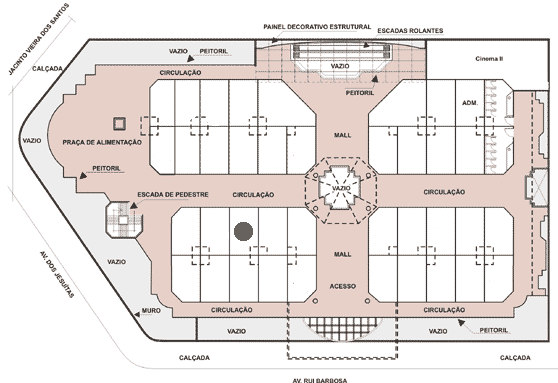 PAINEL DECORATIVO ESTRUTURAL
ESCADAS ROLANTES
JACINTO VIEIRA DOS SANTOS
CALÇADA
VAZIO
PEITORIL
CIRCULAÇÃO
VAZIO
PEITORIL
Cinema II
ADM.
MALL
PRAÇA DE ALIMENTAÇÃO
VAZIO
PEITORIL
ESCADA DE PEDESTRE
CIRCULAÇÃO
VAZIO
CIRCULAÇÃO
AV. DOS JESUÍTAS
VAZIO
MALL
ACESSO
MURO
CIRCULAÇÃO
CIRCULAÇÃO
VAZIO
VAZIO
PEITORIL
CALÇADA
CALÇADA
AV. RUI BARBOSA